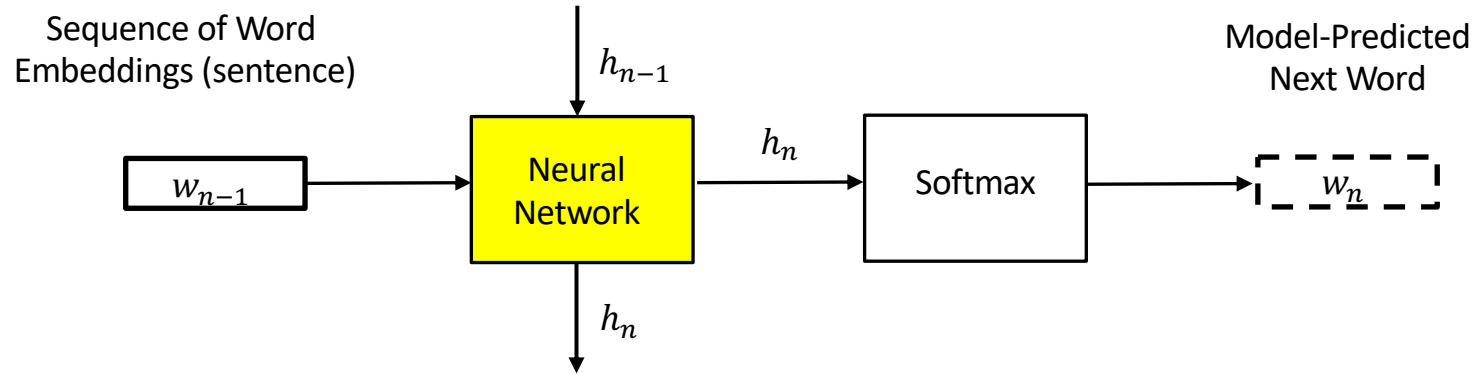 Sequence of Word
Embeddings (sentence)
h_{n-1}
Model-Predicted
Next Word
w_{n-1}
Neural
Network
h_n
Softmax
w_n
h_n